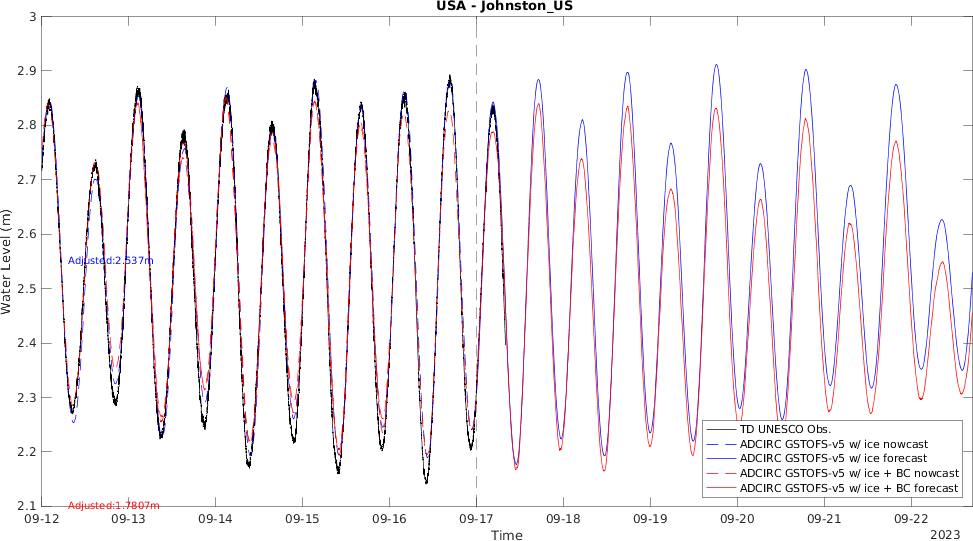 USA - Johnston_US
3
2.9
2.8
2.7
2.6
2.5
2.4
2.3
2.2
2.1
Water Level (m)
Adjusted:2.537m
Adjusted:1.7807m
TD UNESCO Obs.
ADCIRC GSTOFS-v5 w/ ice nowcast
ADCIRC GSTOFS-v5 w/ ice forecast
ADCIRC GSTOFS-v5 w/ ice + BC nowcast
ADCIRC GSTOFS-v5 w/ ice + BC forecast
09-12 09-13 09-14 09-15 09-16 09-17 09-18 09-19 09-20 09-21 09-22
Time
2023